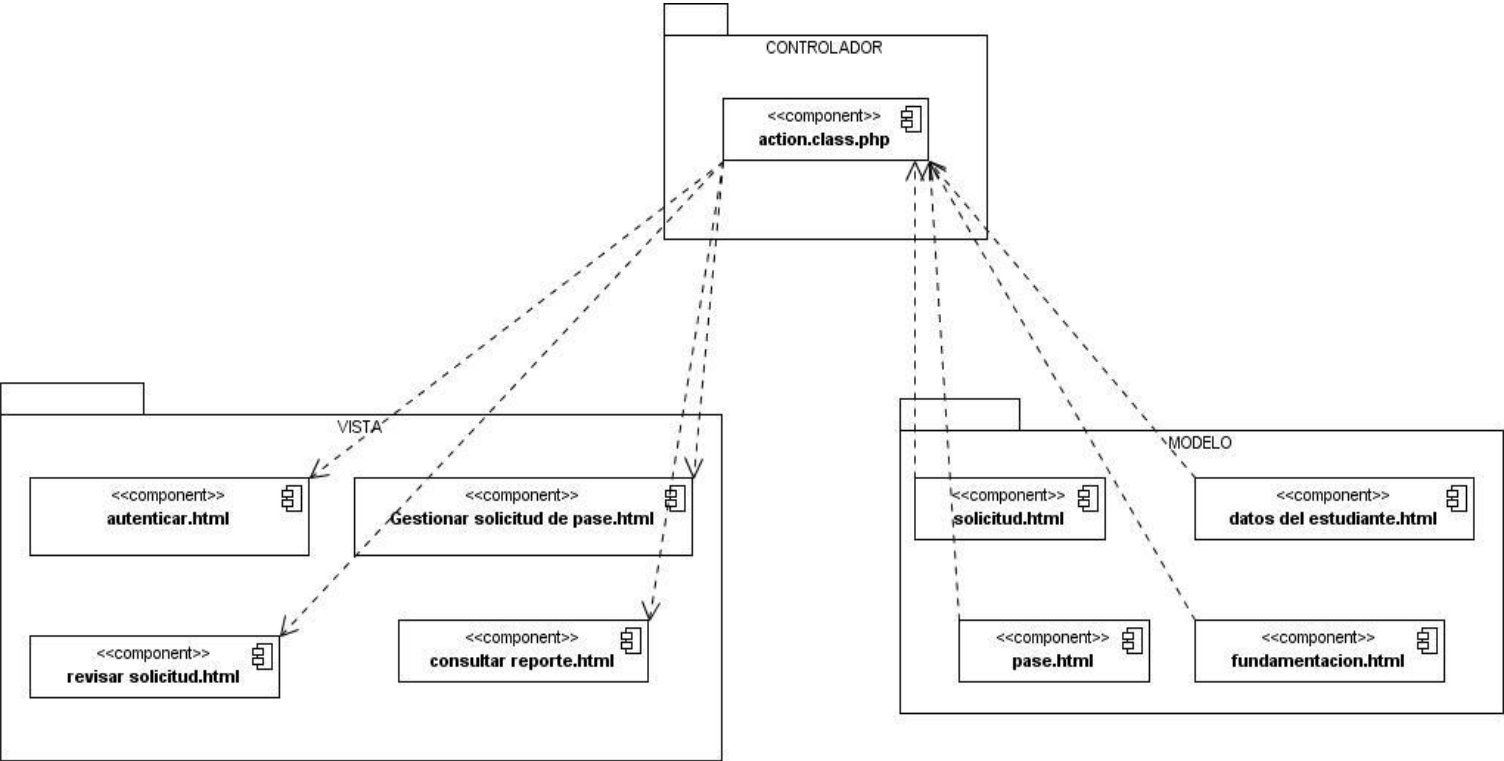 CONTROLADOR
<<component>>
action.class.php
VISTA
<<component>>
autenticar.html
<<component>>
Gestionar solicitud de pase.html
<<component>>
revisar solicitud.html
<<component>>
consultar reporte.html
MODELO
<<component>>
solicitud.html
<<component>>
datos del estudiante.html
<<component>>
pase.html
<<component>>
fundamentacion.html